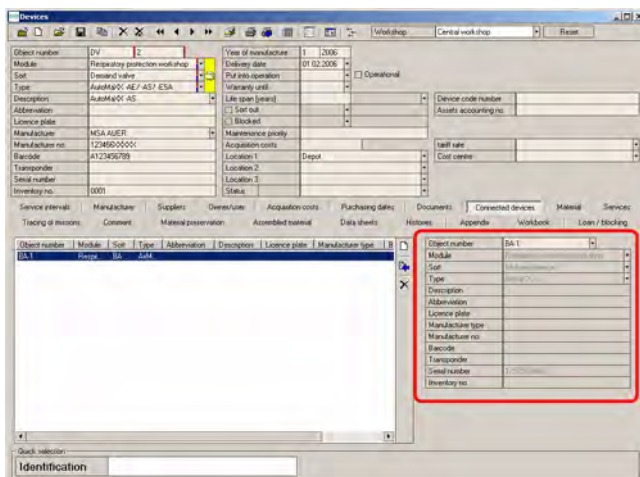 Devices
Workshop Central workshop Reset
Object number DV 2
Module Respiratory protection workshop
Sort Demand valve
Type AutoMaXX-AE/-AS/-ESA
Description AutoMaXX-AS
Abbreviation
Licence plate
Manufacturer MSA AUER
Manufacturer no. 123456XXXXX
Barcode A123456789
Transponder
Serial number
Inventory no. 0001
Year of manufacture 1 2006
Delivery date 01.02.2006
Put into operation Operational
Warranty until
Life span [years]
Sort out
Blocked
Maintenance priority
Acquisition costs
Location 1 Depot
Location 2
Location 3
Status
Device code number
Assets accounting no.
tariff rate
Cost centre
Service intervals Manufacturer Suppliers Owner/user Acquisition costs Purchasing dates Documents Connected devices Material Services
Tracing of missions Comment Material preservation Assembled material Data sheets Histories Appendix Workbook Loan / blocking
Object number Module Sort Type Abbreviation Description Licence plate Manufacturer type B
BA-1 Respi... BA AirM...
Object number BA-1
Module
Sort
Type
Description
Abbreviation
Licence plate
Manufacturer type
Manufacturer no.
Barcode
Transponder
Serial number
Inventory no.
Quick selection
Identification